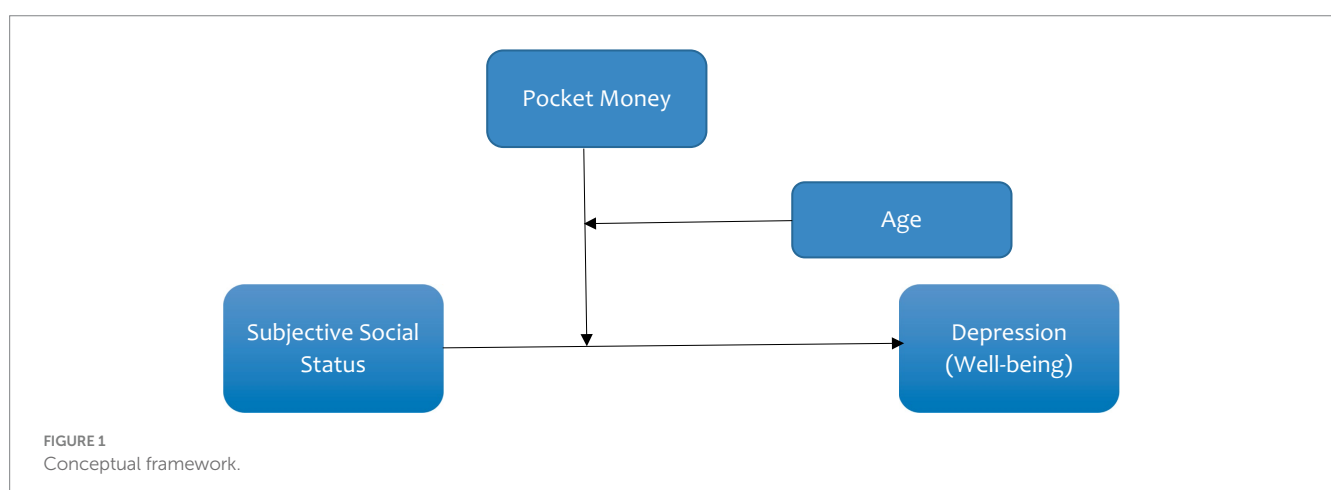 Pocket Money
Age
Subjective Social
Status
Depression
(Well-being)
FIGURE 1
Conceptual framework.